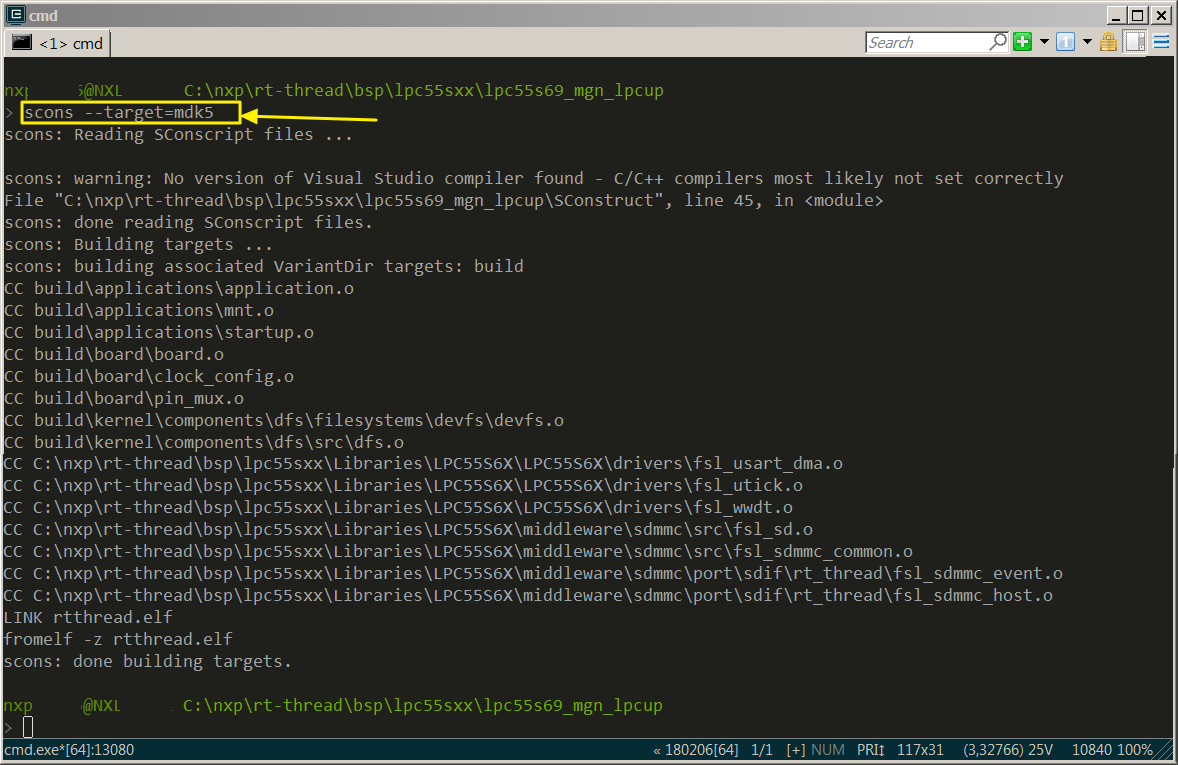 cmd
<1> cmd
Search
@NXL C:\nxp\rt-thread\bsp\lpc55sxx\lpc55s69_mgn_lpcup
> scons --target=mdk5
scons: Reading SConscript files ...
scons: warning: No version of Visual Studio compiler found - C/C++ compilers most likely not set correctly
File "C:\nxp\rt-thread\bsp\lpc55sxx\lpc55s69_mgn_lpcup\SConstruct", line 45, in <module>
scons: done reading SConscript files.
scons: Building targets ...
scons: building associated VariantDir targets: build
CC build\applications\application.o
CC build\applications\mnt.o
CC build\applications\startup.o
CC build\board\board.o
CC build\board\clock_config.o
CC build\board\pin_mux.o
CC build\kernel\components\dfs\filesystems\devfs\devfs.o
CC build\kernel\components\dfs\src\dfs.o
CC C:\nxp\rt-thread\bsp\lpc55sxx\Libraries\LPC55S6X\LPC55S6X\drivers\fsl_usart_dma.o
CC C:\nxp\rt-thread\bsp\lpc55sxx\Libraries\LPC55S6X\LPC55S6X\drivers\fsl_utick.o
CC C:\nxp\rt-thread\bsp\lpc55sxx\Libraries\LPC55S6X\LPC55S6X\drivers\fsl_wwdt.o
CC C:\nxp\rt-thread\bsp\lpc55sxx\Libraries\LPC55S6X\middleware\sdmmc\src\fsl_sd.o
CC C:\nxp\rt-thread\bsp\lpc55sxx\Libraries\LPC55S6X\middleware\sdmmc\src\fsl_sdmmc_common.o
CC C:\nxp\rt-thread\bsp\lpc55sxx\Libraries\LPC55S6X\middleware\sdmmc\port\sdif\rt_thread\fsl_sdmmc_event.o
CC C:\nxp\rt-thread\bsp\lpc55sxx\Libraries\LPC55S6X\middleware\sdmmc\port\sdif\rt_thread\fsl_sdmmc_host.o
LINK rtthread.elf
fromelf -z rtthread.elf
scons: done building targets.
nxp @NXL C:\nxp\rt-thread\bsp\lpc55sxx\lpc55s69_mgn_lpcup
>
cmd.exe*[64]:13080 « 180206[64] 1/1 [+] NUM PRI↕ 117x31 (3,32766) 25V 10840 100%